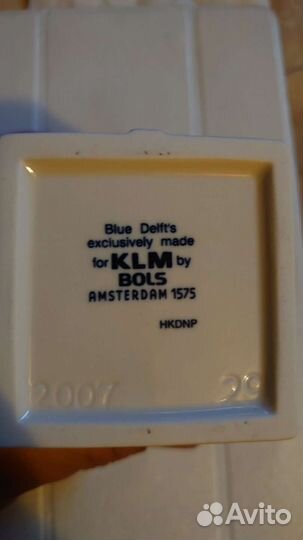 Blue Delft's
exclusively made
for KLM by
BOLS
AMSTERDAM 1575
HKDNP
2007 29
Avito